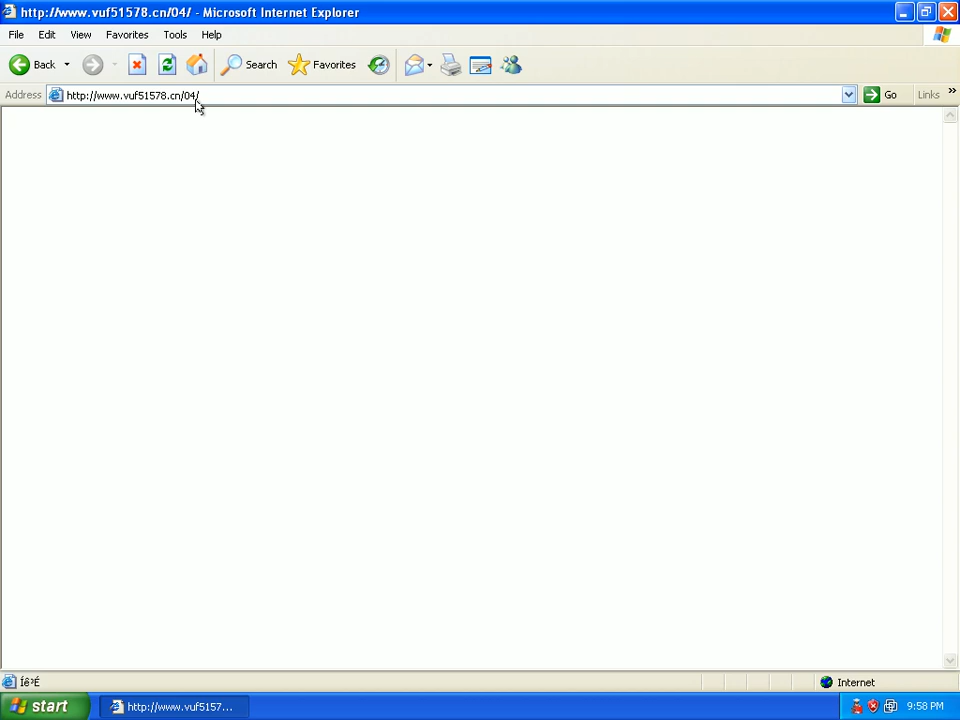 http://www.vuf51578.cn/04/ - Microsoft Internet Explorer
File Edit View Favorites Tools Help
Back Search Favorites
Address http://www.vuf51578.cn/04/ Go Links »
Íê³É Internet
start http://www.vuf5157... 9:58 PM